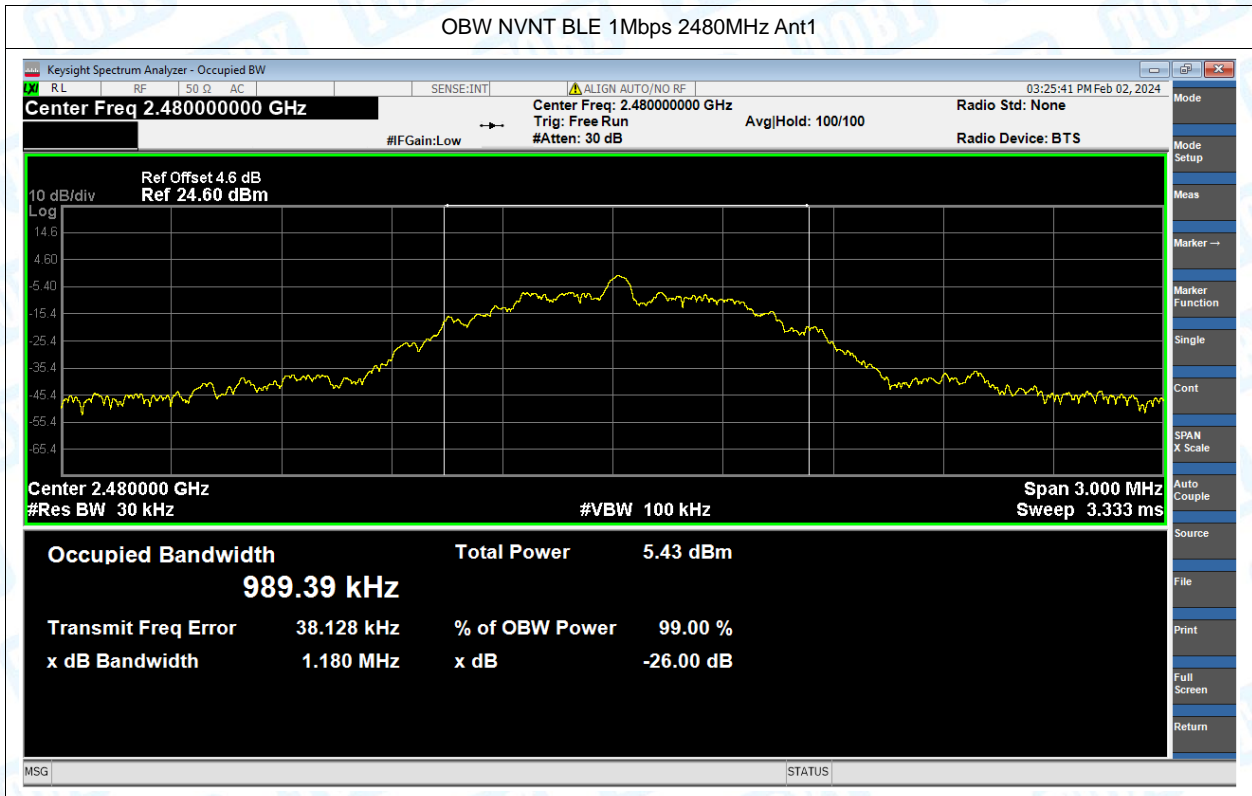 OBW NVNT BLE 1Mbps 2480MHz Ant1
Keysight Spectrum Analyzer - Occupied BW
LXI RL RF 50 Ω AC SENSE:INT ALIGN AUTO/NO RF 03:25:41 PM Feb 02, 2024
Center Freq 2.480000000 GHz
Center Freq: 2.480000000 GHz Radio Std: None
Trig: Free Run Avg|Hold: 100/100
#IFGain:Low #Atten: 30 dB Radio Device: BTS
Ref Offset 4.6 dB
10 dB/div Ref 24.60 dBm
Log
14.6
4.60
-5.40
-15.4
-25.4
-35.4
-45.4
-55.4
-65.4
Center 2.480000 GHz Span 3.000 MHz
#Res BW 30 kHz #VBW 100 kHz Sweep 3.333 ms
Occupied Bandwidth Total Power 5.43 dBm
989.39 kHz
Transmit Freq Error 38.128 kHz % of OBW Power 99.00 %
x dB Bandwidth 1.180 MHz x dB -26.00 dB
MSG STATUS
Mode
Mode
Setup
Meas
Marker →
Marker
Function
Single
Cont
SPAN
X Scale
Auto
Couple
Source
File
Print
Full
Screen
Return
TOBY